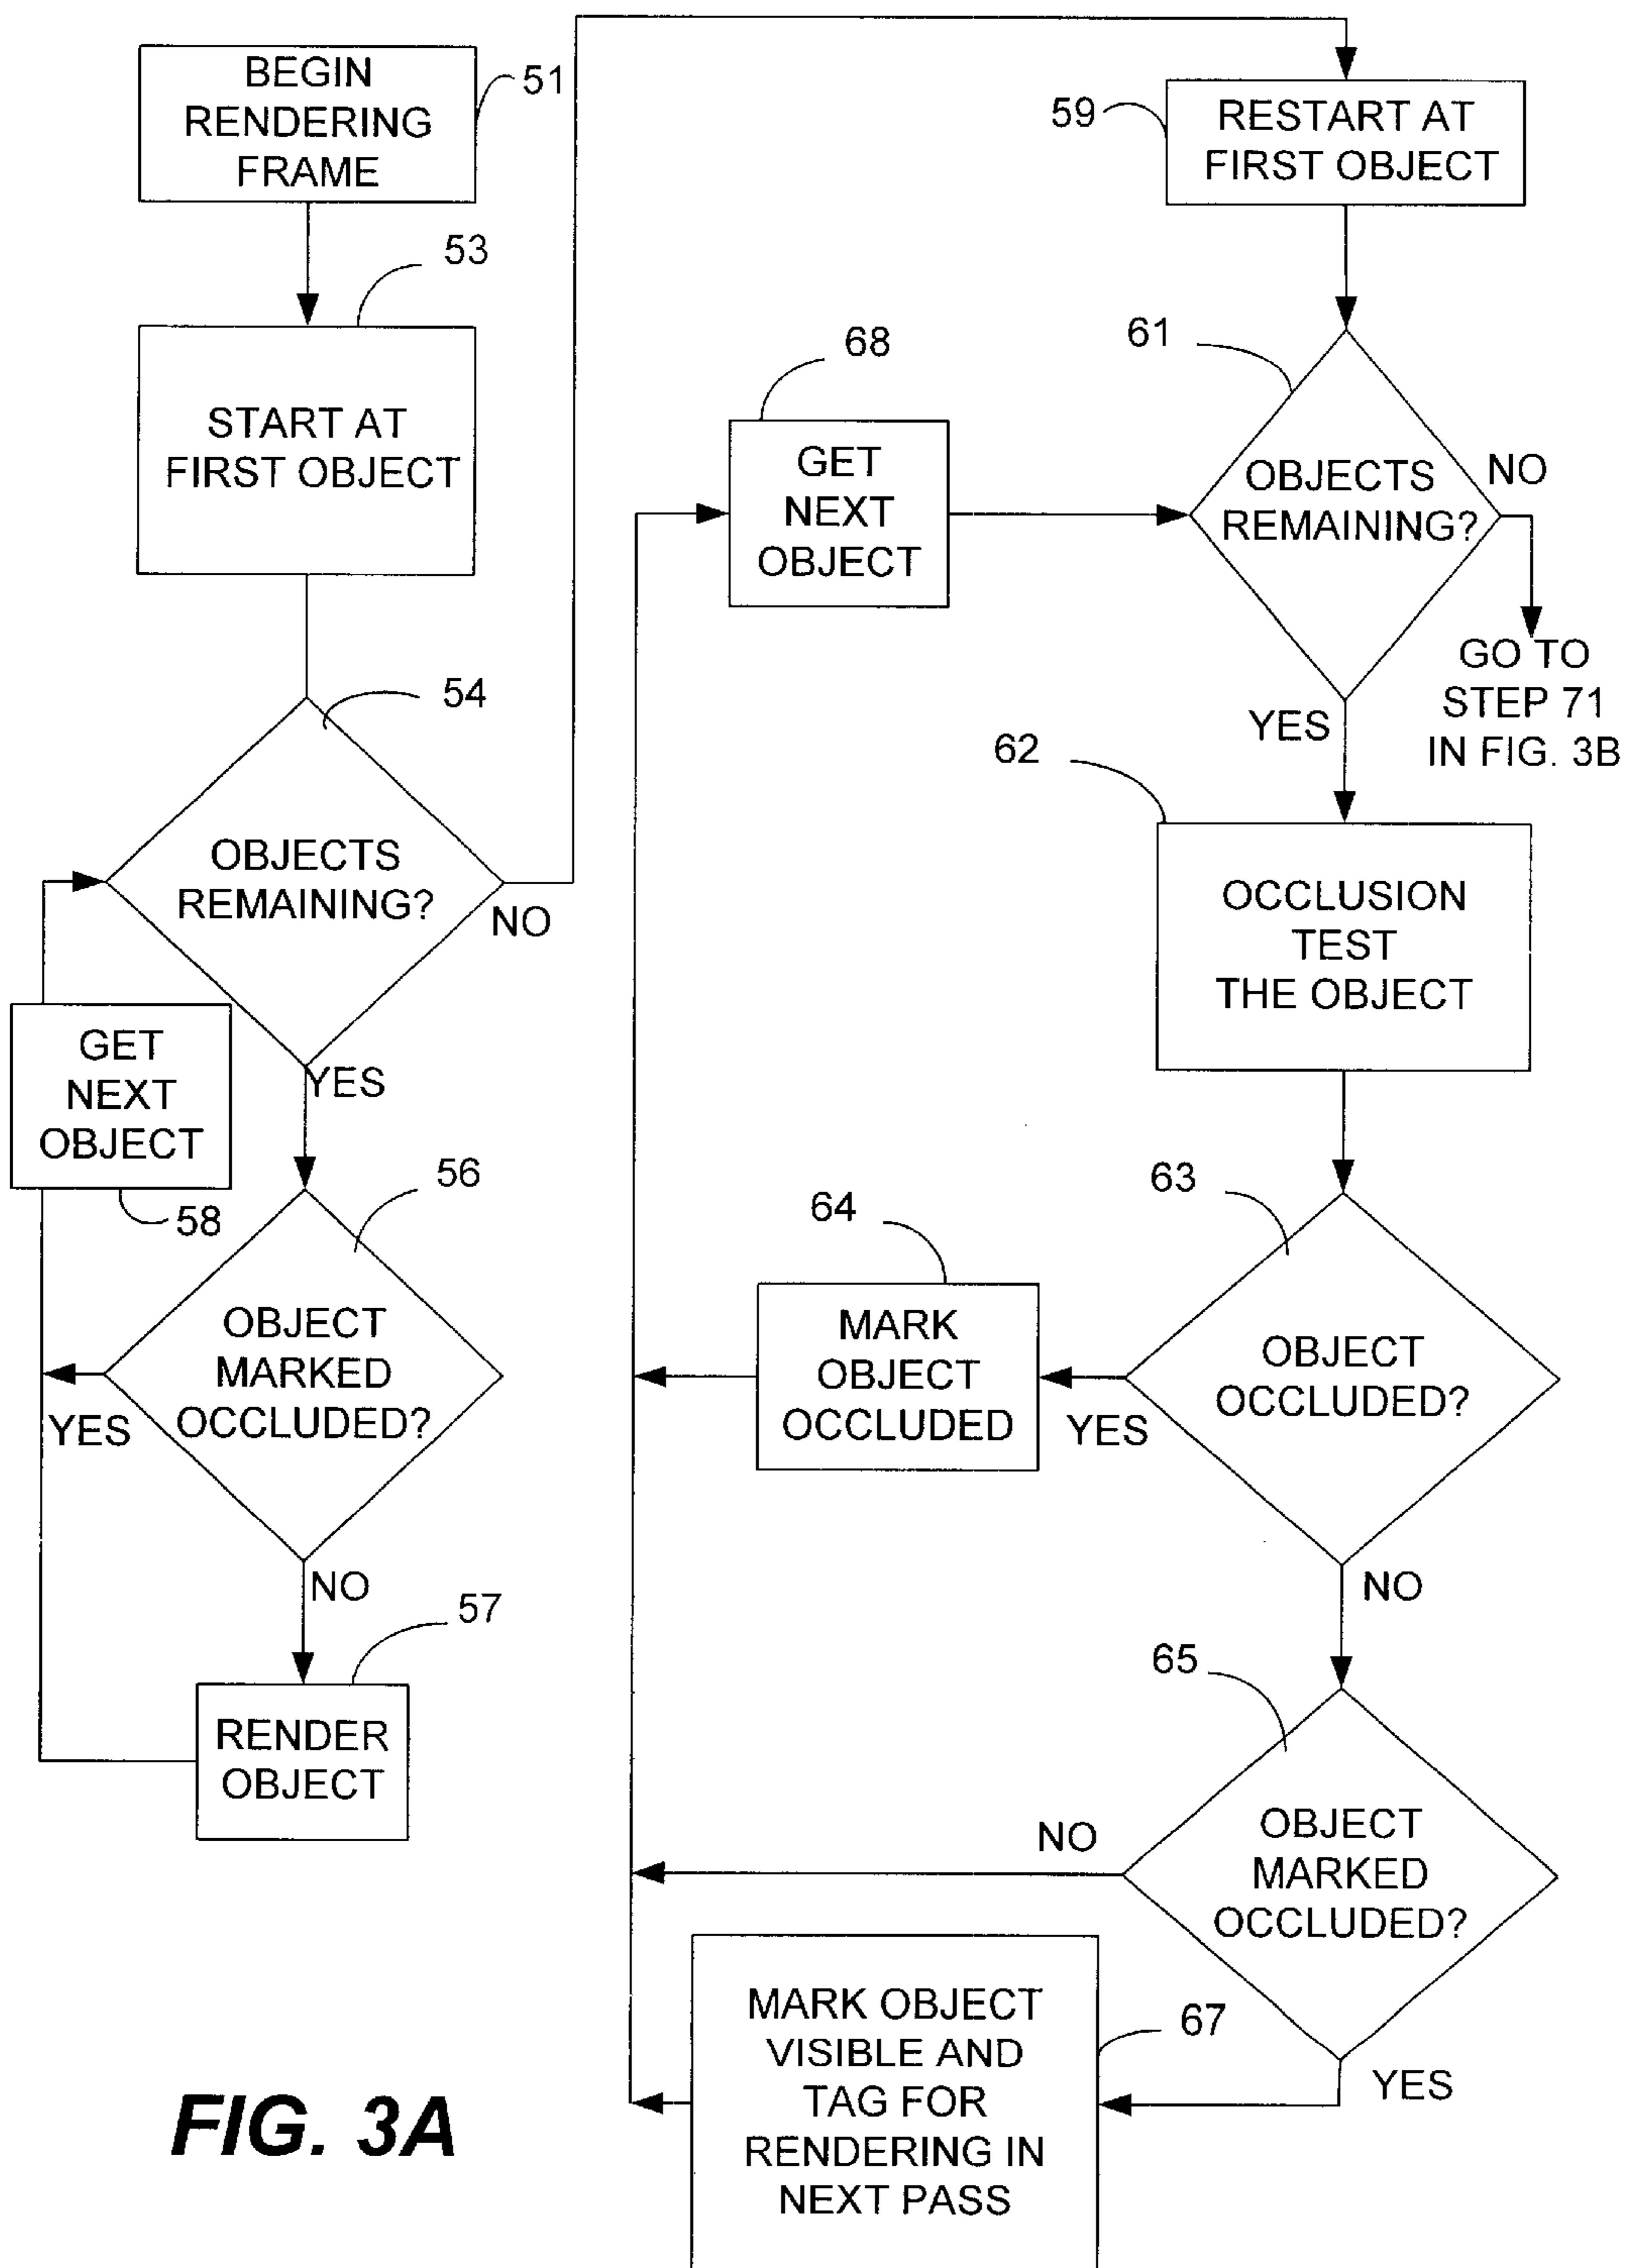 BEGIN
RENDERING
FRAME
51
53
START AT
FIRST OBJECT
54
OBJECTS
REMAINING?
NO
YES
GET
NEXT
OBJECT
58
56
OBJECT
MARKED
OCCLUDED?
YES
NO
57
RENDER
OBJECT
59
RESTART AT
FIRST OBJECT
61
68
GET
NEXT
OBJECT
OBJECTS
REMAINING?
NO
GO TO
STEP 71
IN FIG. 3B
YES
62
OCCLUSION
TEST
THE OBJECT
63
64
MARK
OBJECT
OCCLUDED
YES
OBJECT
OCCLUDED?
NO
65
NO
OBJECT
MARKED
OCCLUDED?
YES
67
MARK OBJECT
VISIBLE AND
TAG FOR
RENDERING IN
NEXT PASS
FIG. 3A